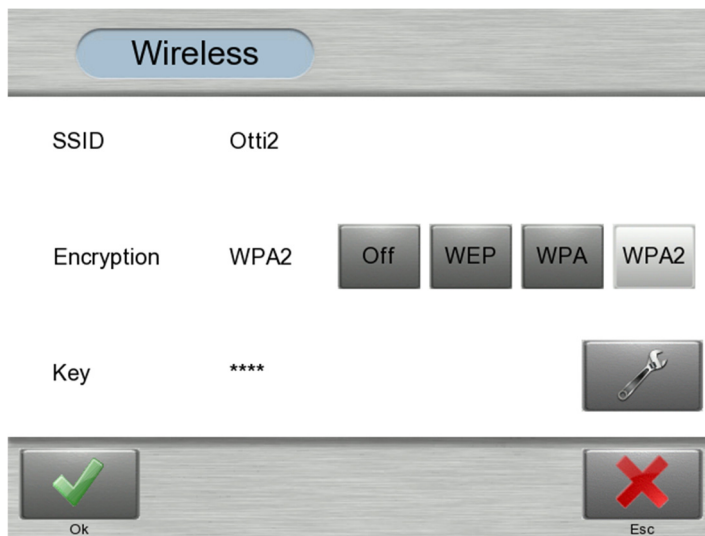 Wireless
SSID Otti2
Encryption WPA2 Off WEP WPA WPA2
Key ****
Ok Esc